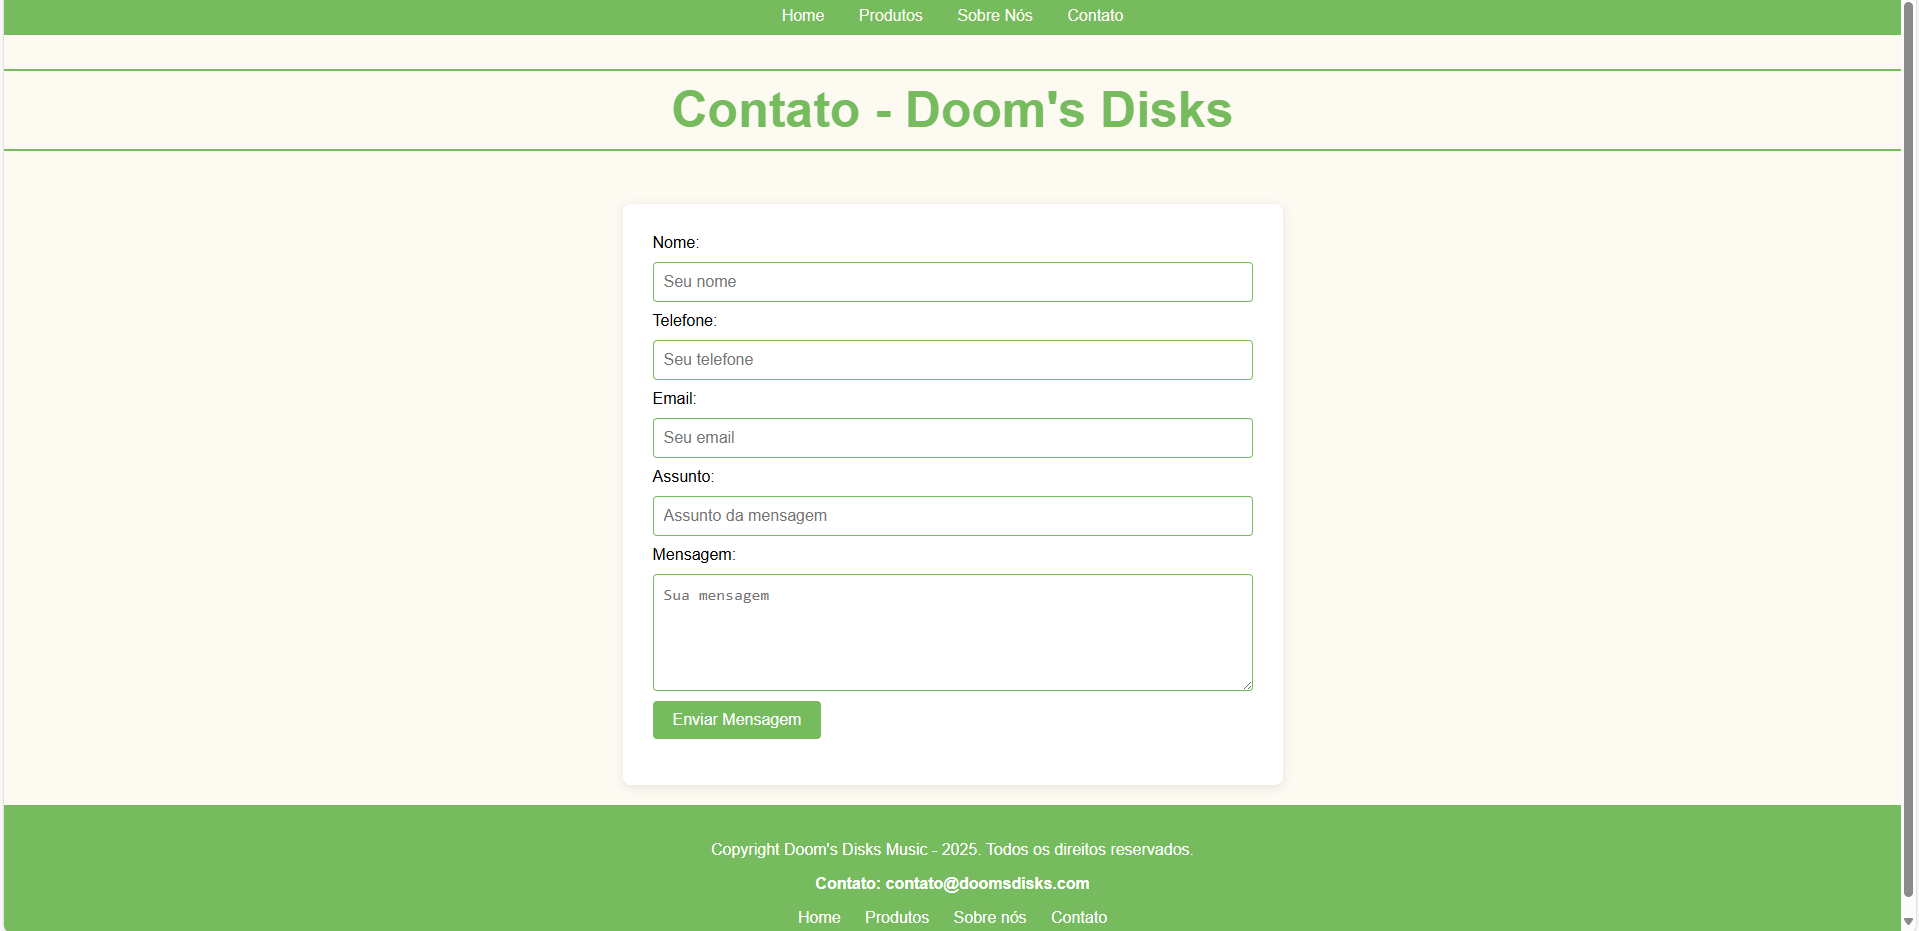 Home Produtos Sobre Nós Contato
Contato - Doom's Disks
Nome:
Seu nome
Telefone:
Seu telefone
Email:
Seu email
Assunto:
Assunto da mensagem
Mensagem:
Sua mensagem
Enviar Mensagem
Copyright Doom's Disks Music - 2025. Todos os direitos reservados.
Contato: contato@doomsdisks.com
Home Produtos Sobre nós Contato